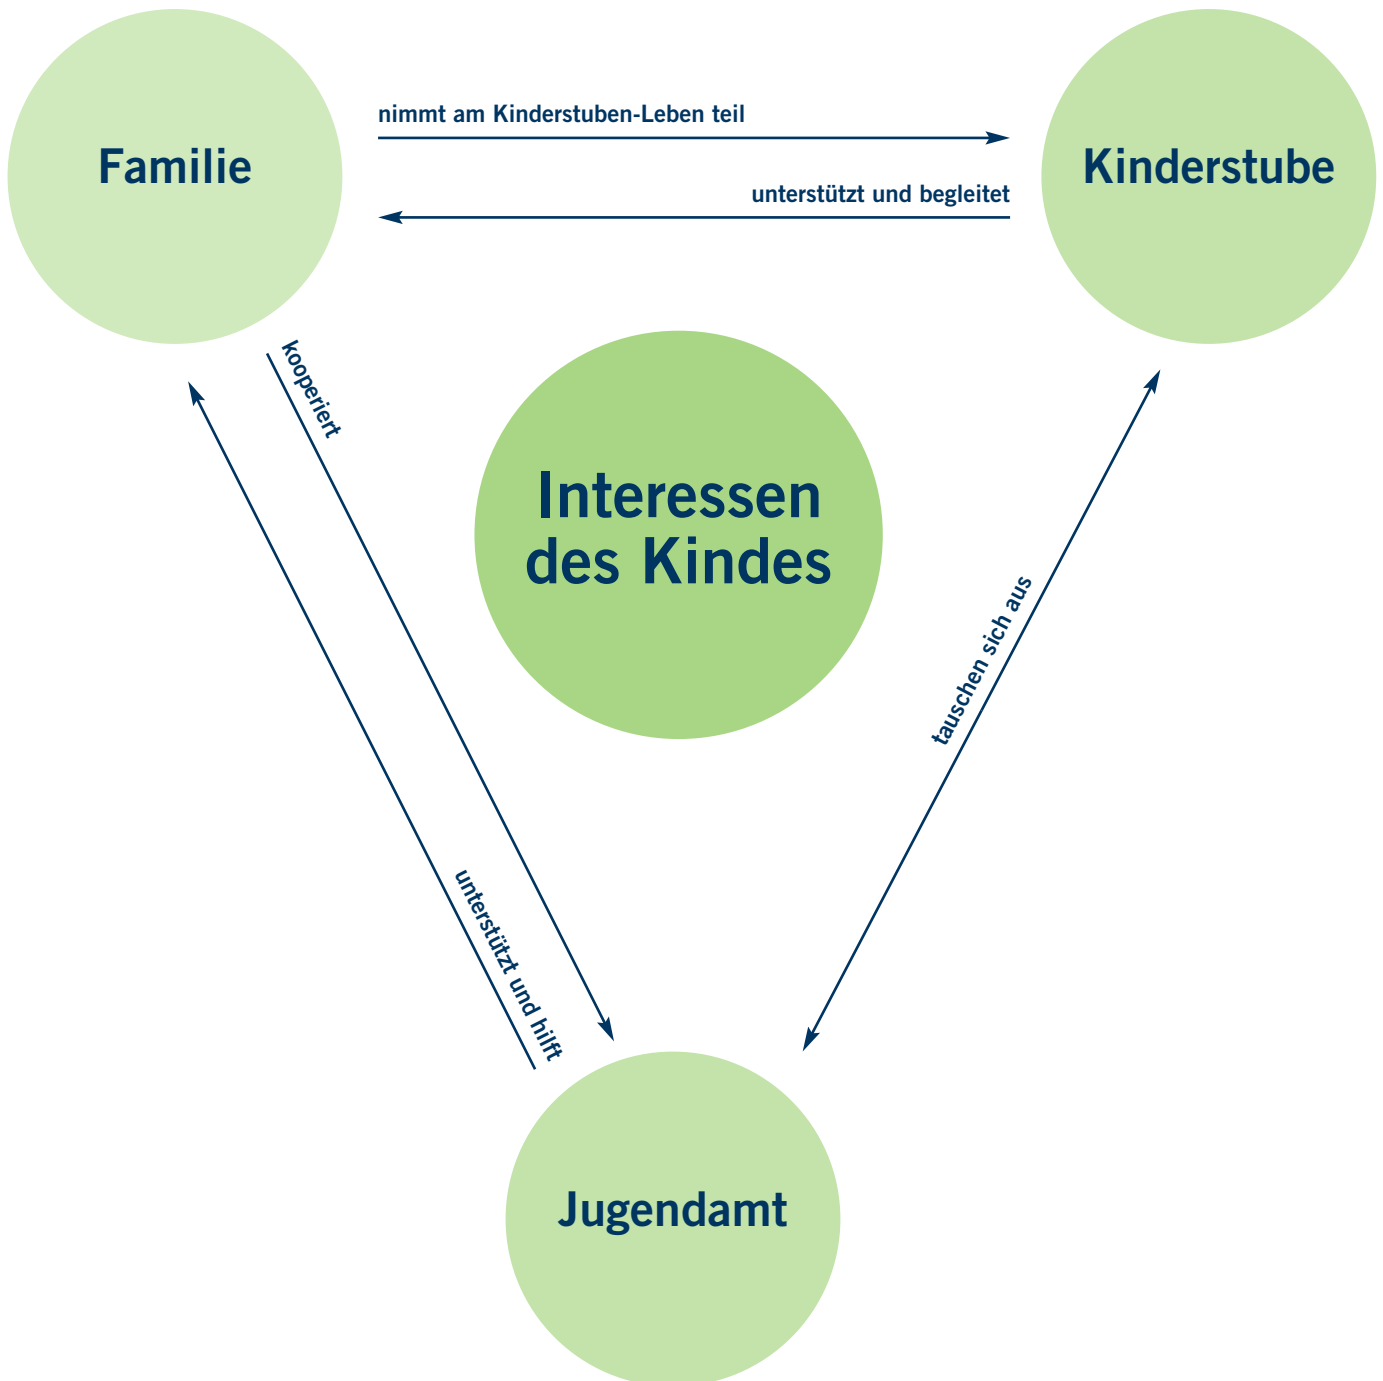 nimmt am Kinderstuben-Leben teil
Familie
Kinderstube
unterstützt und begleitet
kooperiert
Interessen
des Kindes
tauschen sich aus
unterstützt und hilft
Jugendamt